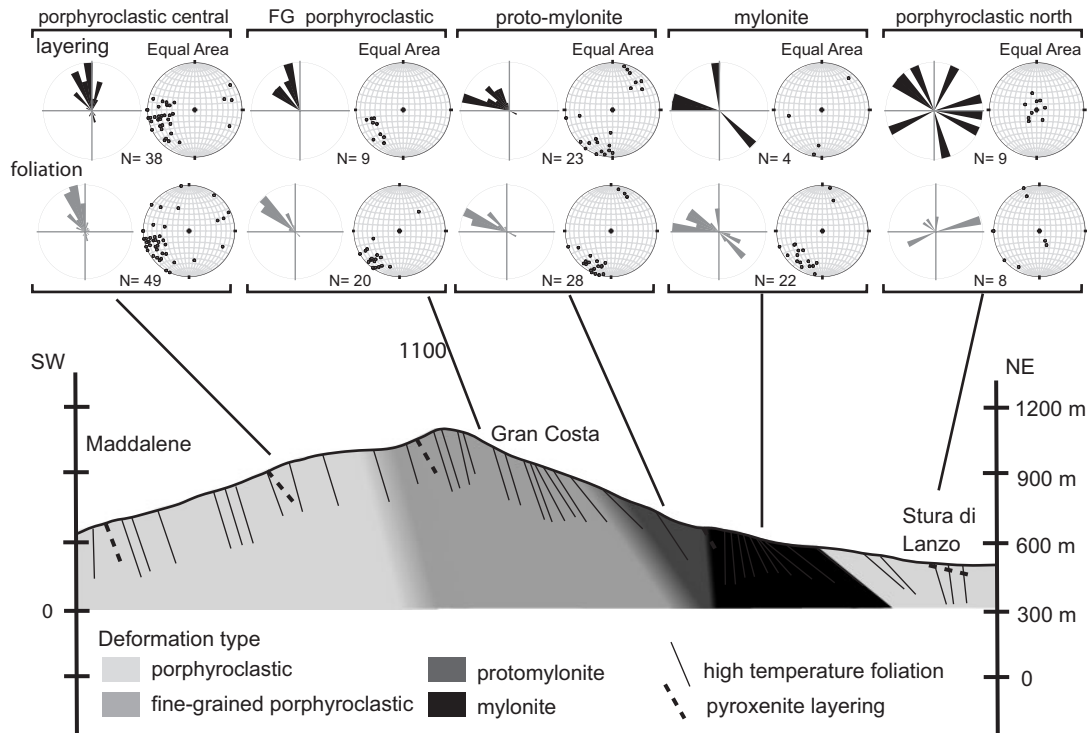 porphyroclastic central FG porphyroclastic proto-mylonite mylonite porphyroclastic north
layering Equal Area Equal Area Equal Area Equal Area Equal Area
N= 38 N= 9 N= 23 N= 4 N= 9
foliation
N= 49 N= 20 N= 28 N= 22 N= 8
1100
SW NE
1200 m
Maddalene Gran Costa
900 m
Stura di
Lanzo
600 m
0 300 m
Deformation type
porphyroclastic protomylonite high temperature foliation 0
fine-grained porphyroclastic mylonite pyroxenite layering